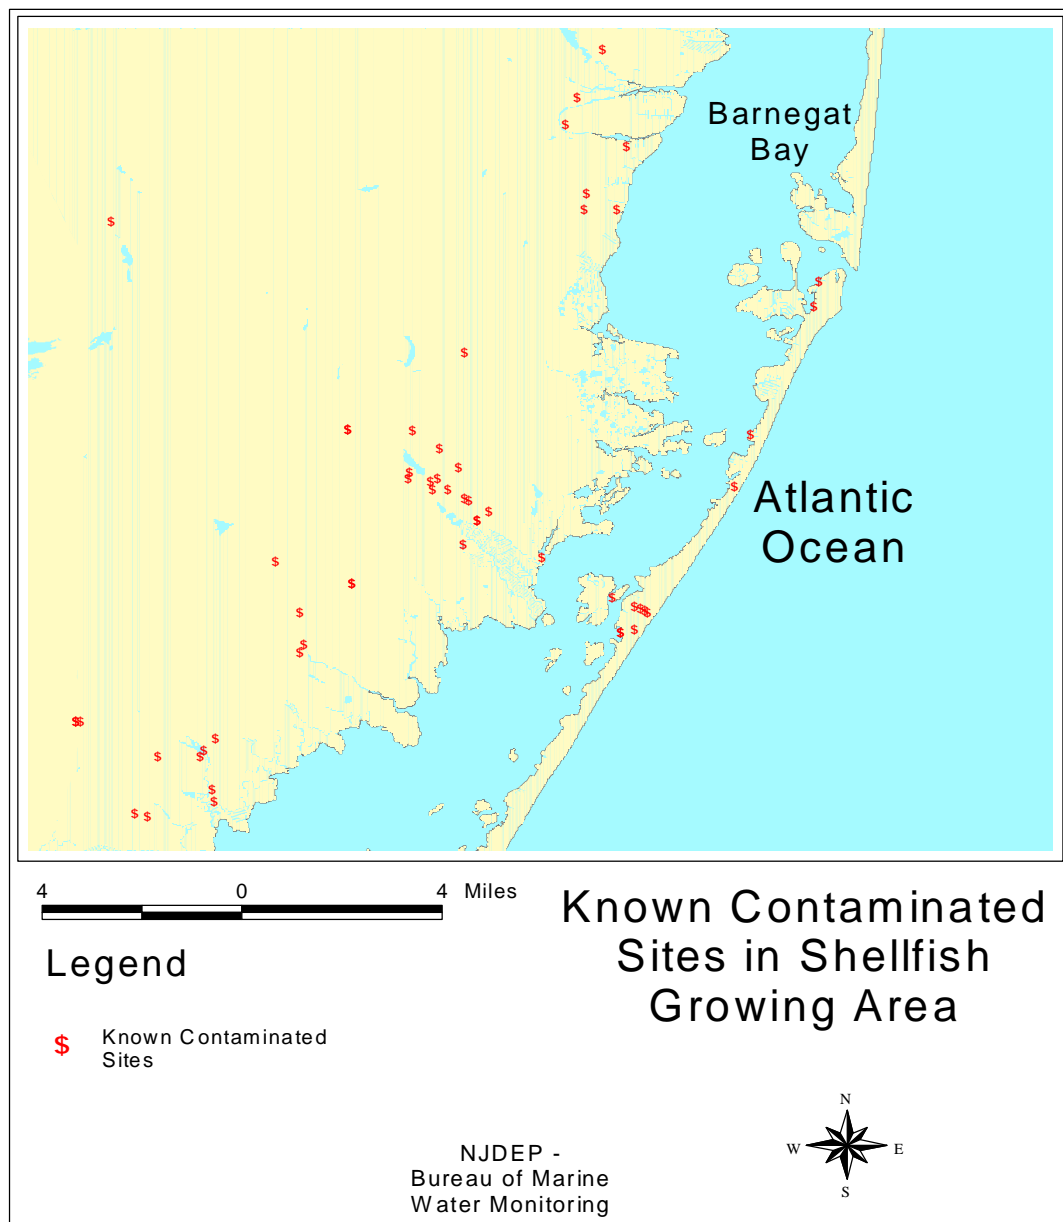 Barnegat
Bay
Atlantic
Ocean
4 0 4 Miles
Known Contaminated
Sites in Shellfish
Growing Area
Legend
$ Known Contaminated
Sites
N
W E
S
NJDEP -
Bureau of Marine
Water Monitoring